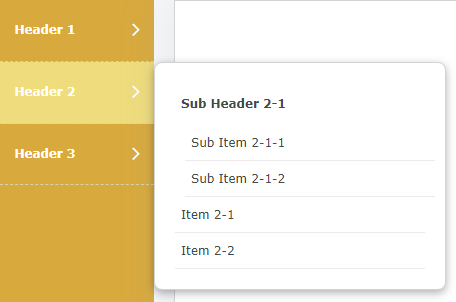 Header 1
Header 2
Header 3
Sub Header 2-1
Sub Item 2-1-1
Sub Item 2-1-2
Item 2-1
Item 2-2